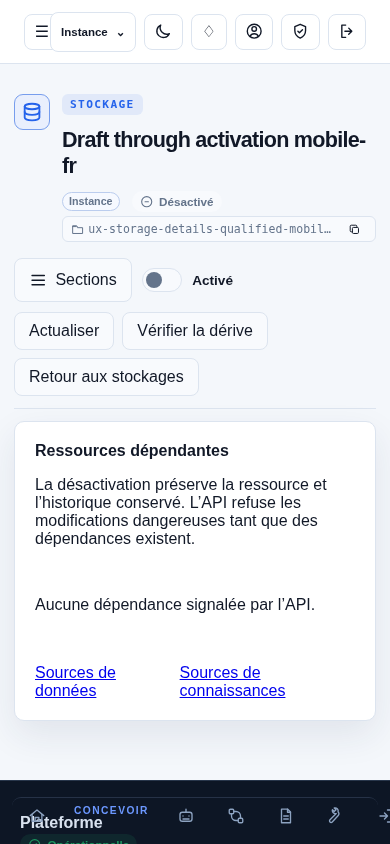 Instance
STOCKAGE
Draft through activation mobile-
fr
Instance
Désactivé
ux-storage-details-qualified-mobil…
Sections
Activé
Actualiser
Vérifier la dérive
Retour aux stockages
Ressources dépendantes
La désactivation préserve la ressource et
l’historique conservé. L’API refuse les
modifications dangereuses tant que des
dépendances existent.
Aucune dépendance signalée par l’API.
Sources de
données
Sources de
connaissances
CONCEVOIR
Plateforme
Opérationnelle